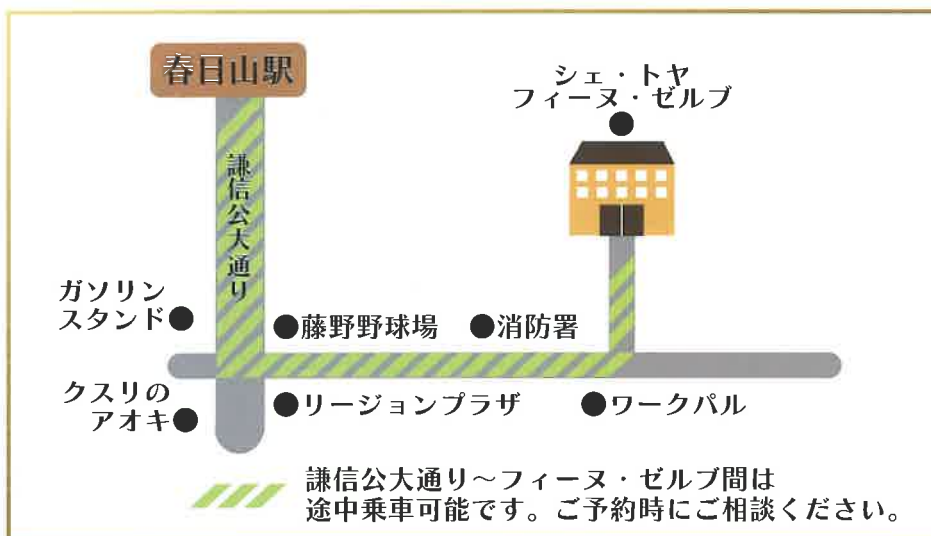 春日山駅
シェ・トヤ
フィーヌ・ゼルブ
謙信公大通り
ガソリン
スタンド
藤野野球場
消防署
クスリの
アオキ
リージョンプラザ
ワークパル
謙信公大通り～フィーヌ・ゼルブ間は
途中乗車可能です。ご予約時にご相談ください。